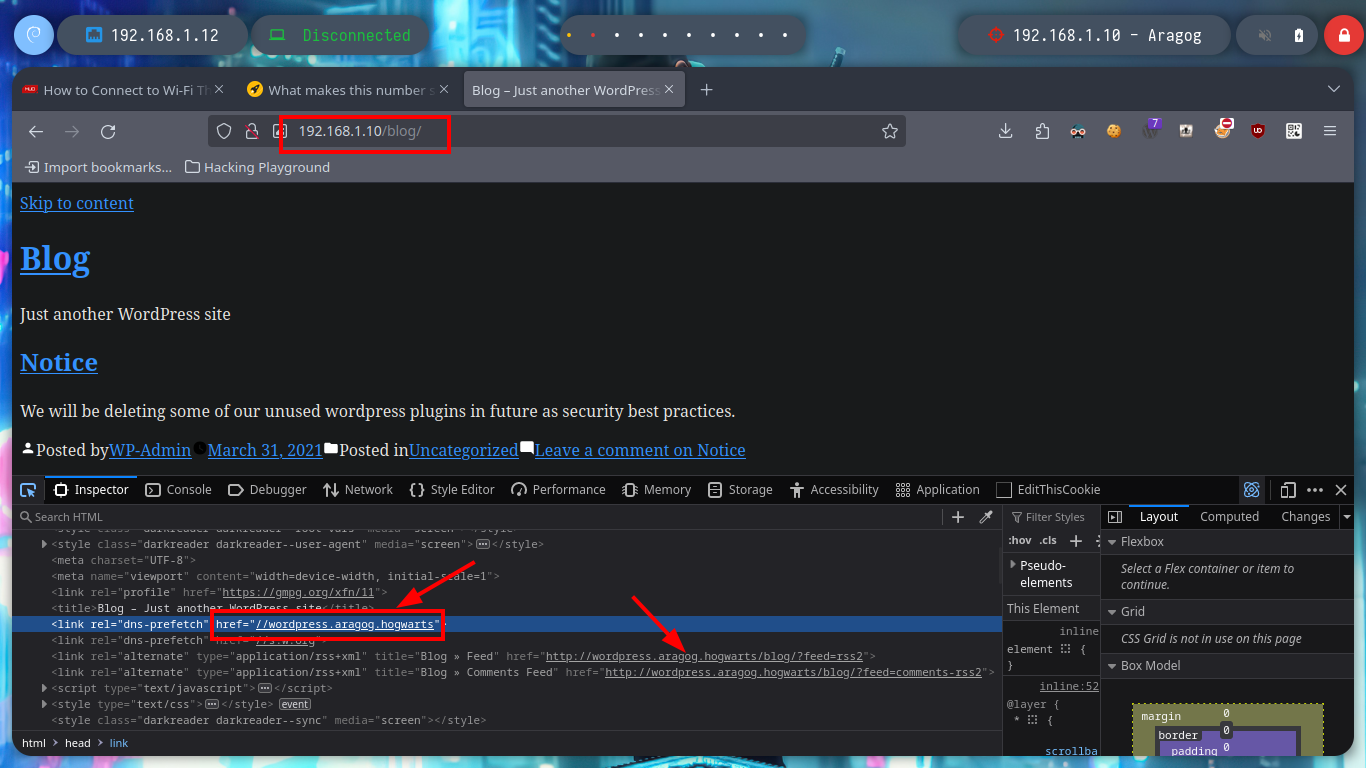 192.168.1.12
Disconnected
192.168.1.10 - Aragog
How to Connect to Wi-Fi Th
What makes this number s
Blog – Just another WordPress
192.168.1.10/blog/
7
Import bookmarks...
Hacking Playground
Skip to content
Blog
Just another WordPress site
Notice
We will be deleting some of our unused wordpress plugins in future as security best practices.
Posted by WP-Admin March 31, 2021 Posted in Uncategorized Leave a comment on Notice
Inspector Console Debugger Network Style Editor Performance Memory Storage Accessibility Application EditThisCookie
Search HTML
Filter Styles
Layout Computed Changes
<style class="darkreader darkreader--user-agent" media="screen"></style>
<meta charset="UTF-8">
<meta name="viewport" content="width=device-width, initial-scale=1">
<link rel="profile" href="https://gmpg.org/xfn/11">
<title>Blog – Just another WordPress site</title>
<link rel="dns-prefetch" href="//wordpress.aragog.hogwarts">
<link rel="dns-prefetch" href="//s.w.org">
<link rel="alternate" type="application/rss+xml" title="Blog » Feed" href="http://wordpress.aragog.hogwarts/blog/?feed=rss2">
<link rel="alternate" type="application/rss+xml" title="Blog » Comments Feed" href="http://wordpress.aragog.hogwarts/blog/?feed=comments-rss2">
<script type="text/javascript"></script>
<style type="text/css"></style> event
<style class="darkreader darkreader--sync" media="screen"></style>
html > head > link
:hov .cls
Pseudo-
elements
This Element
inline
element {
}
inline:52
@layer {
* {
scrollba
Flexbox
Select a Flex container or item to
continue.
Grid
CSS Grid is not in use on this page
Box Model
margin 0
border 0
padding 0